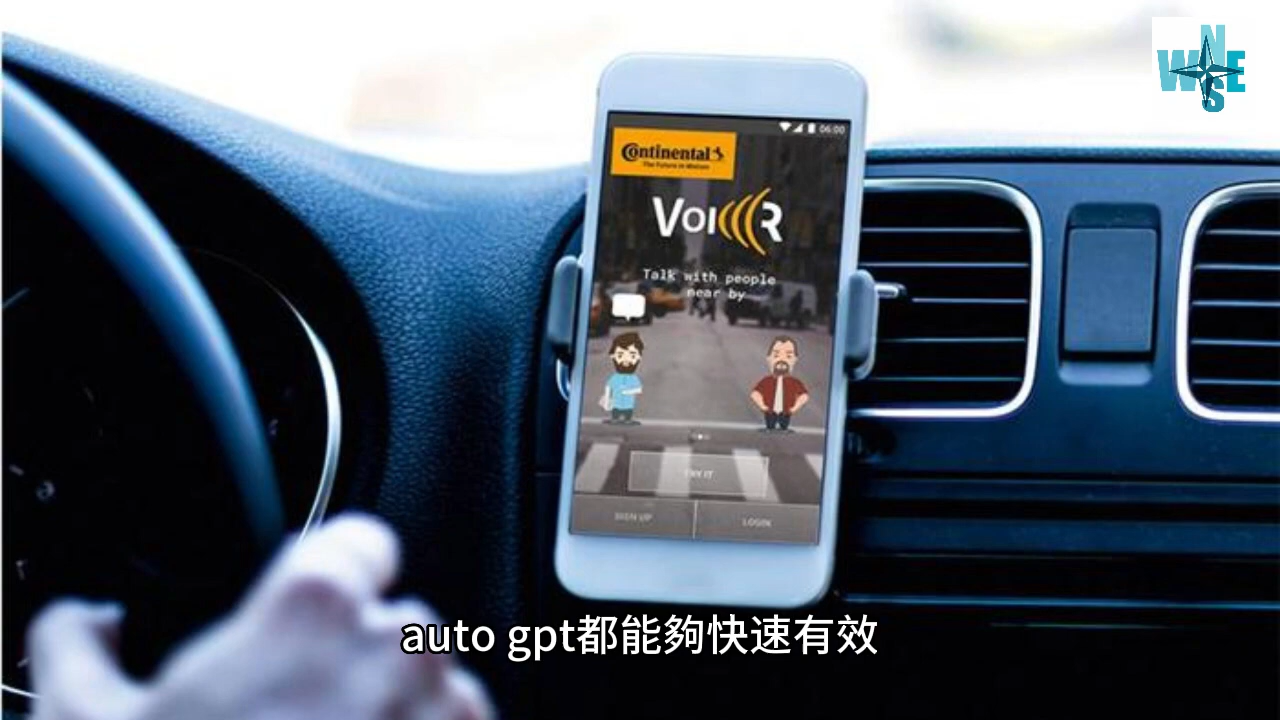 N
W E
S
06:00
Continental
The Future in Motion
VOICR
Talk with people
near by
TRY IT
SIGN UP
LOGIN
auto gpt都能夠快速有效